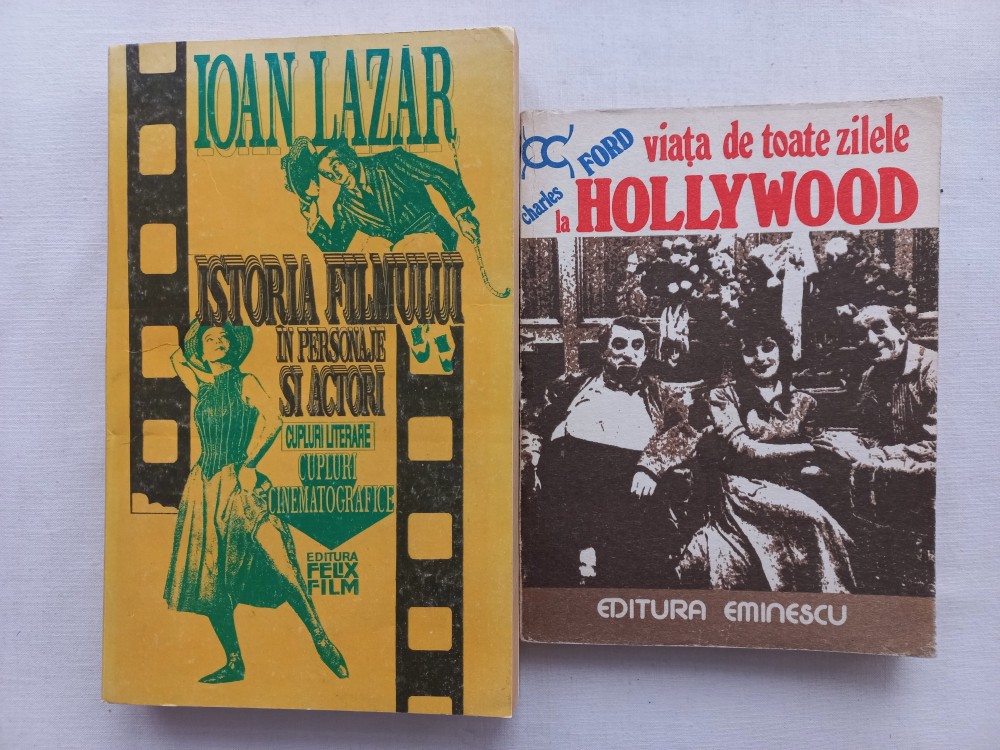 IOAN LAZĂR
ISTORIA FILMULUI
ÎN PERSONAJE
SI ACTORI
CUPLURI LITERARE
CUPLURI
CINEMATOGRAFICE
EDITURA
FELIX
FILM
charles FORD
viața de toate zilele
la HOLLYWOOD
EDITURA EMINESCU